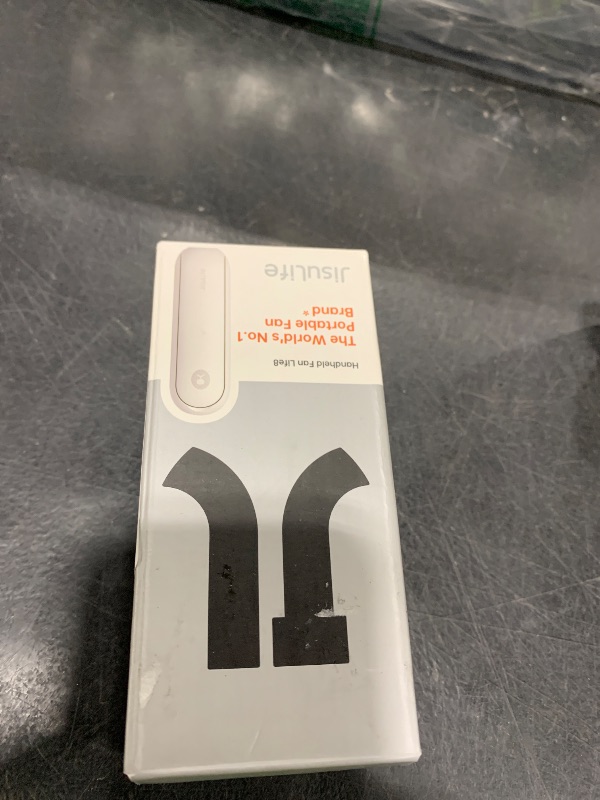 Handheld Fan Life8
The World's No.1
Portable Fan
Brand*
JisuLife